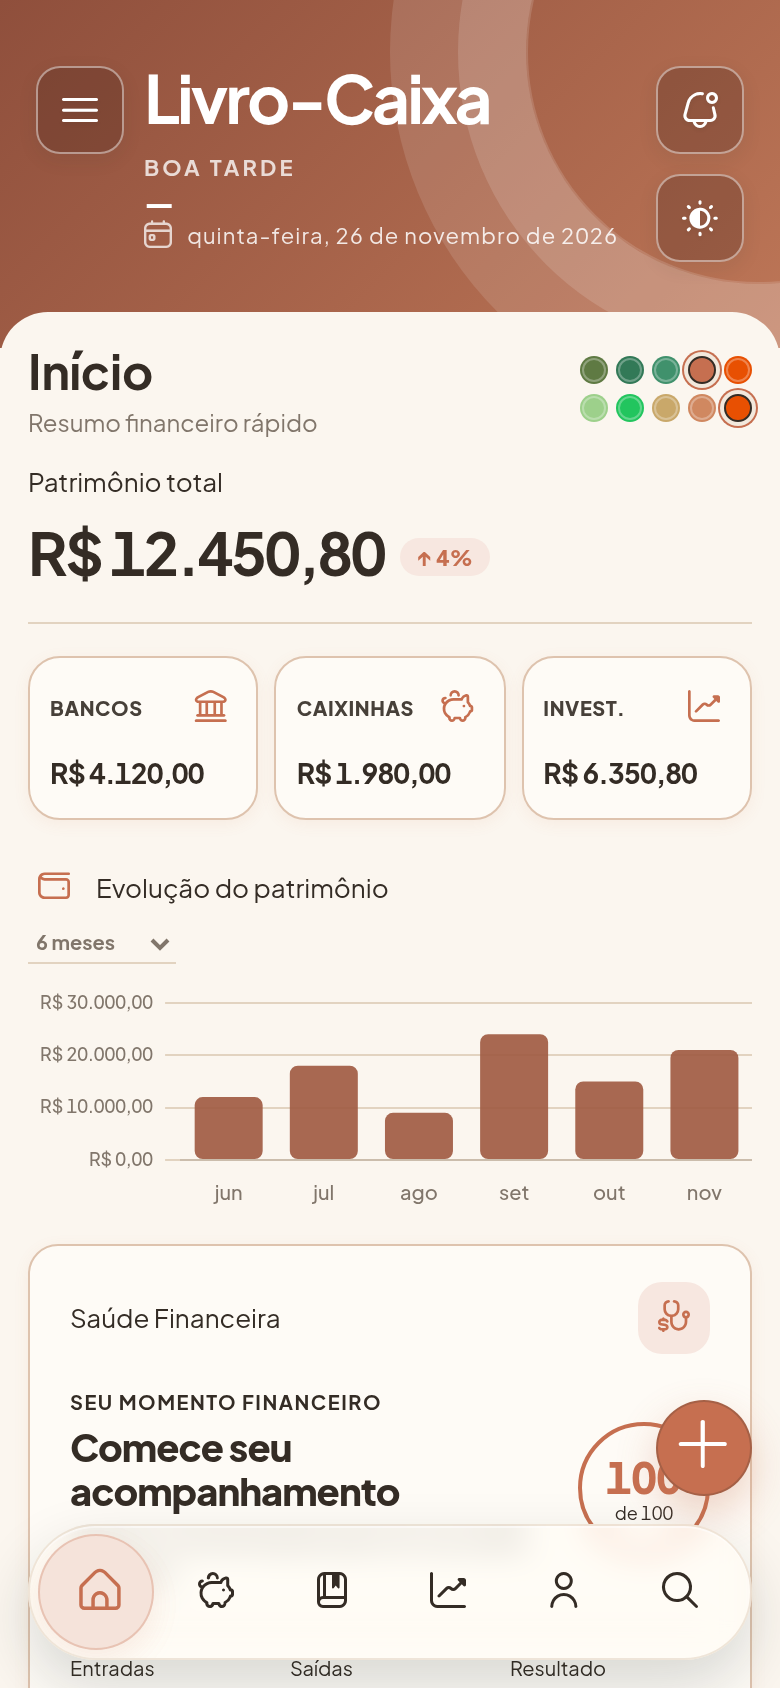 Livro-Caixa
BOA TARDE
quinta-feira, 26 de novembro de 2026
Início
Resumo financeiro rápido
Patrimônio total
R$ 12.450,80 ↑ 4%
BANCOS
R$ 4.120,00
CAIXINHAS
R$ 1.980,00
INVEST.
R$ 6.350,80
Evolução do patrimônio
6 meses
R$ 30.000,00
R$ 20.000,00
R$ 10.000,00
R$ 0,00
jun jul ago set out nov
Saúde Financeira
SEU MOMENTO FINANCEIRO
Comece seu
acompanhamento
100
de 100
Entradas Saídas Resultado